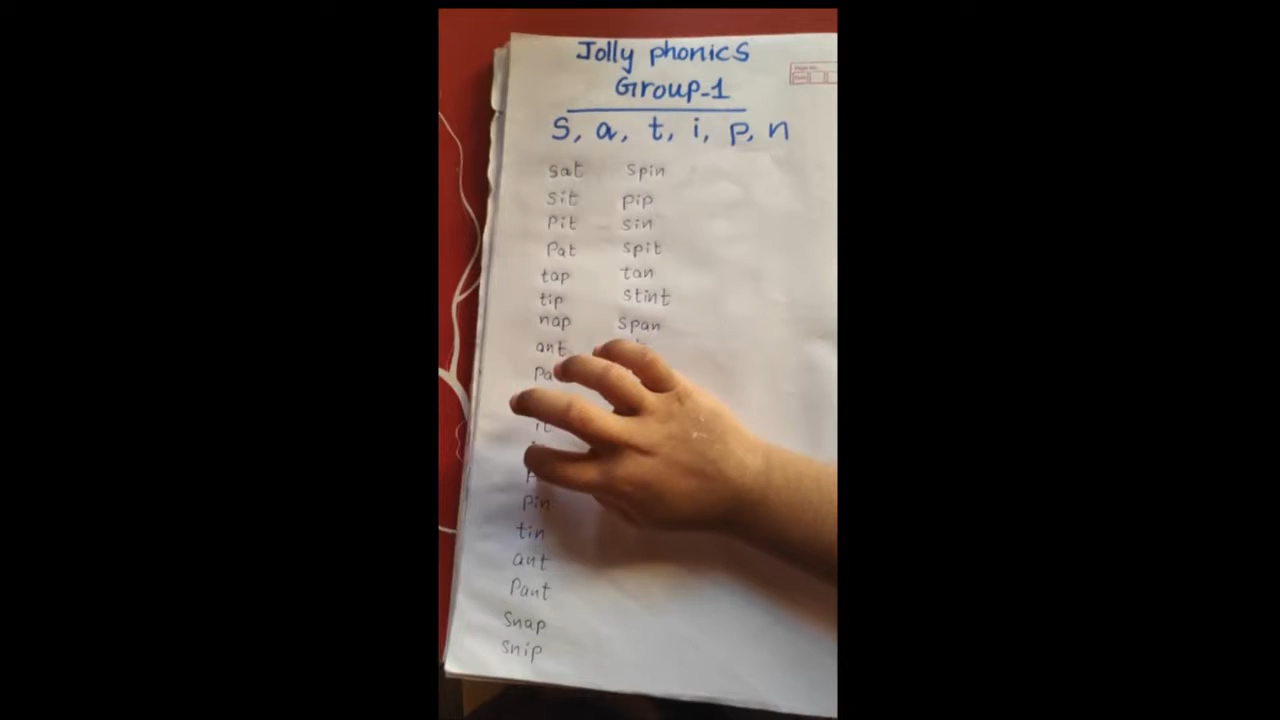 Jolly phonics
Group-1
S, a, t, i, p, n
sat spin
sit pip
Pit sin
Pat spit
tap tan
tip stint
nap span
ant
it
Pin
tin
ant
Pant
Snap
snip